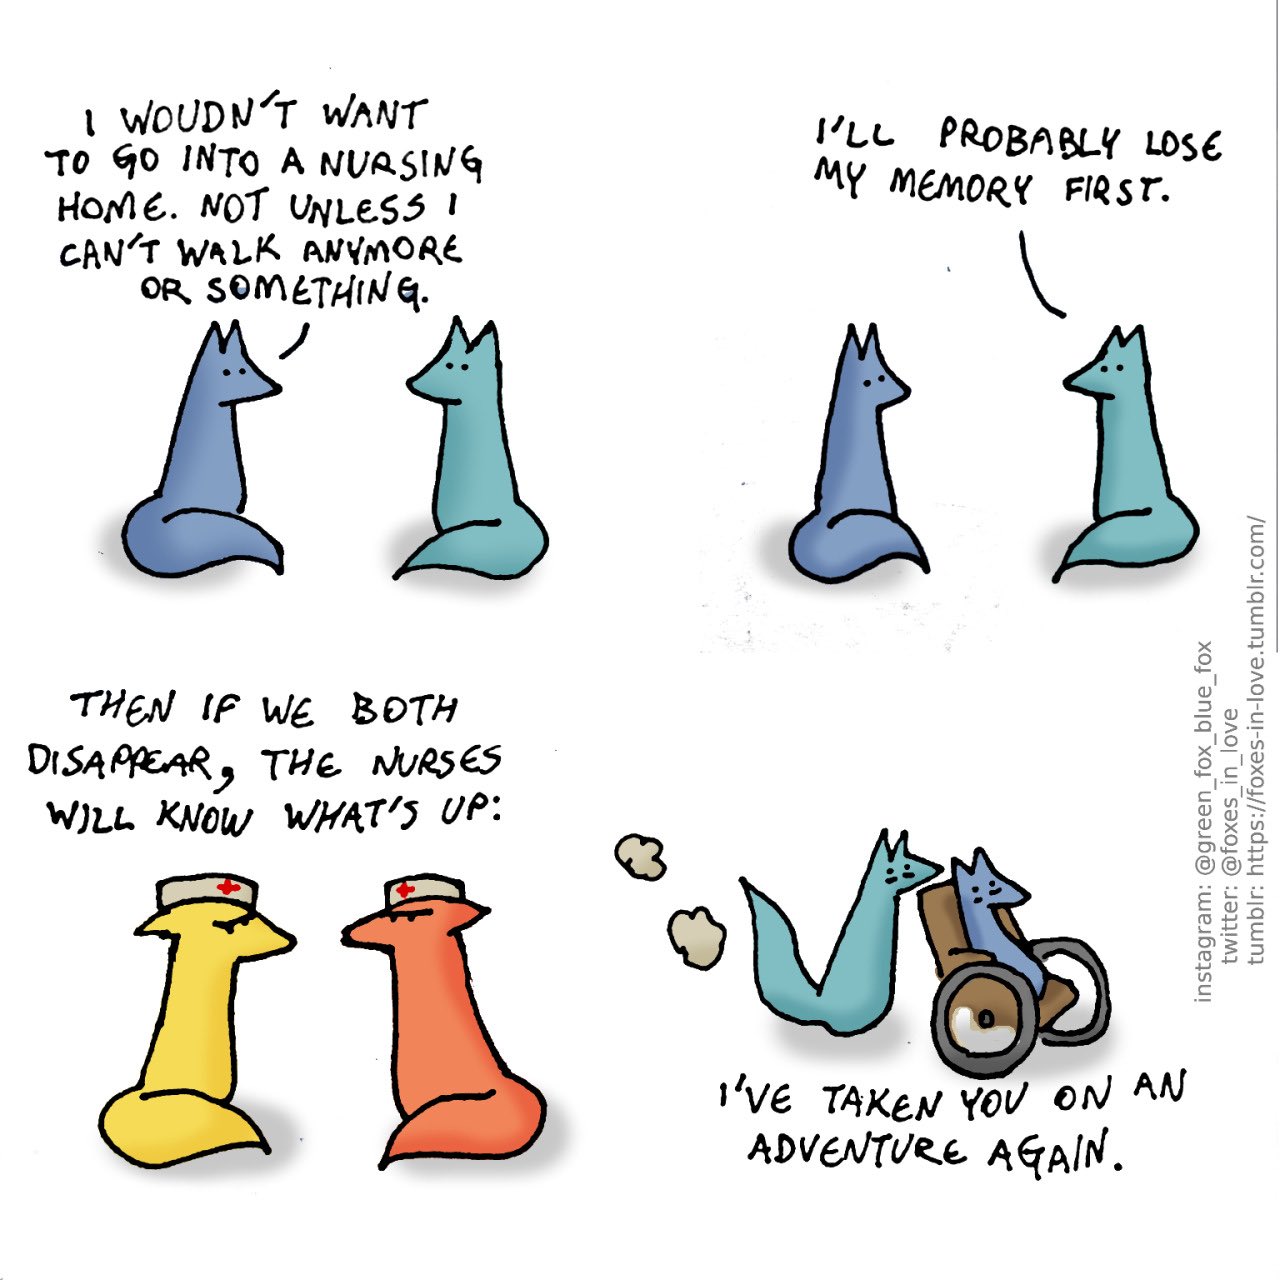 I WOUDN'T WANT
TO GO INTO A NURSING
HOME. NOT UNLESS I
CAN'T WALK ANYMORE
OR SOMETHING.
I'LL PROBABLY LOSE
MY MEMORY FIRST.
THEN IF WE BOTH
DISAPPEAR, THE NURSES
WILL KNOW WHAT'S UP:
I'VE TAKEN YOU ON AN
ADVENTURE AGAIN.
instagram: @green_fox_blue_fox
twitter: @foxes_in_love
tumblr: https://foxes-in-love.tumblr.com/